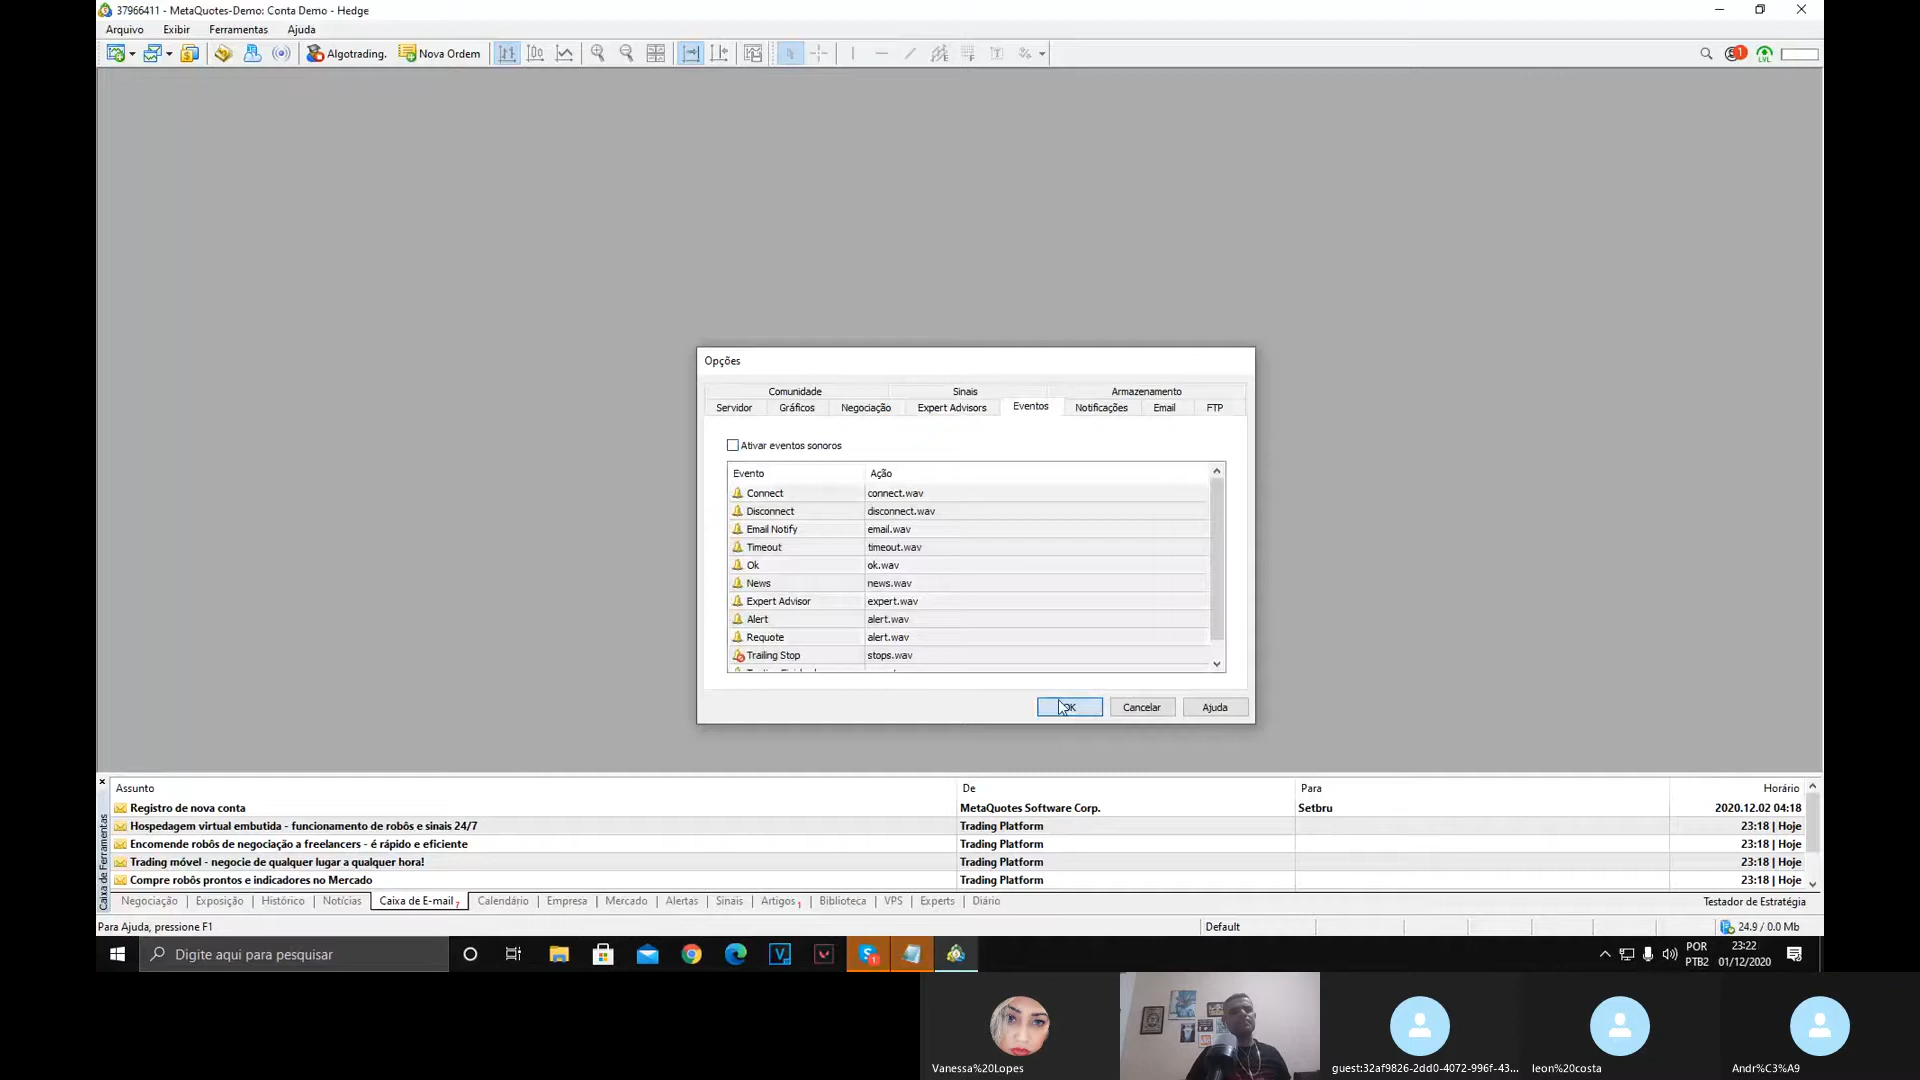 37966411 - MetaQuotes-Demo: Conta Demo - Hedge
Arquivo Exibir Ferramentas Ajuda
Algotrading. Nova Ordem 1 LVL
Opções
Comunidade Sinais Armazenamento
Servidor Gráficos Negociação Expert Advisors Eventos Notificações Email FTP
Ativar eventos sonoros
Evento Ação
Connect connect.wav
Disconnect disconnect.wav
Email Notify email.wav
Timeout timeout.wav
Ok ok.wav
News news.wav
Expert Advisor expert.wav
Alert alert.wav
Requote alert.wav
Trailing Stop stops.wav
OK Cancelar Ajuda
Caixa de Ferramentas
Assunto De Para Horário
Registro de nova conta MetaQuotes Software Corp. Setbru 2020.12.02 04:18
Hospedagem virtual embutida - funcionamento de robôs e sinais 24/7 Trading Platform 23:18 | Hoje
Encomende robôs de negociação a freelancers - é rápido e eficiente Trading Platform 23:18 | Hoje
Trading móvel - negocie de qualquer lugar a qualquer hora! Trading Platform 23:18 | Hoje
Compre robôs prontos e indicadores no Mercado Trading Platform 23:18 | Hoje
Negociação Exposição Histórico Notícias Caixa de E-mail 7 Calendário Empresa Mercado Alertas Sinais Artigos 1 Biblioteca VPS Experts Diário Testador de Estratégia
Para Ajuda, pressione F1 Default 24.9 / 0.0 Mb
Digite aqui para pesquisar POR PTB2 23:22 01/12/2020
Vanessa%20Lopes guest:32af9826-2dd0-4072-996f-43... leon%20costa Andr%C3%A9